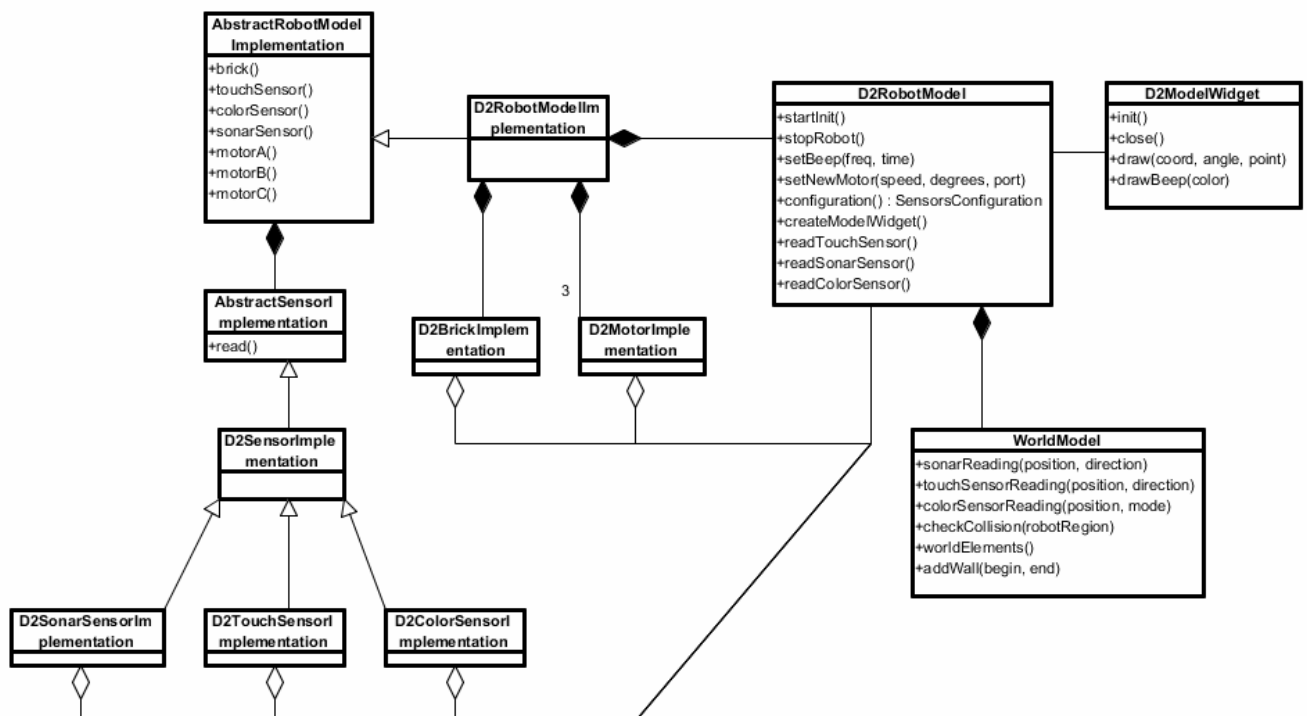 AbstractRobotModel
Implementation
+brick()
+touchSensor()
+colorSensor()
+sonarSensor()
+motorA()
+motorB()
+motorC()
D2RobotModelIm
plementation
D2RobotModel
+startInit()
+stopRobot()
+setBeep(freq, time)
+setNewMotor(speed, degrees, port)
+configuration() : SensorsConfiguration
+createModelWidget()
+readTouchSensor()
+readSonarSensor()
+readColorSensor()
D2ModelWidget
+init()
+close()
+draw(coord, angle, point)
+drawBeep(color)
3
AbstractSensorI
mplementation
+read()
D2BrickImplem
entation
D2MotorImple
mentation
D2SensorImple
mentation
WorldModel
+sonarReading(position, direction)
+touchSensorReading(position, direction)
+colorSensorReading(position, mode)
+checkCollision(robotRegion)
+worldElements()
+addWall(begin, end)
D2SonarSensorIm
plementation
D2TouchSensorI
mplementation
D2ColorSensorI
mplementation